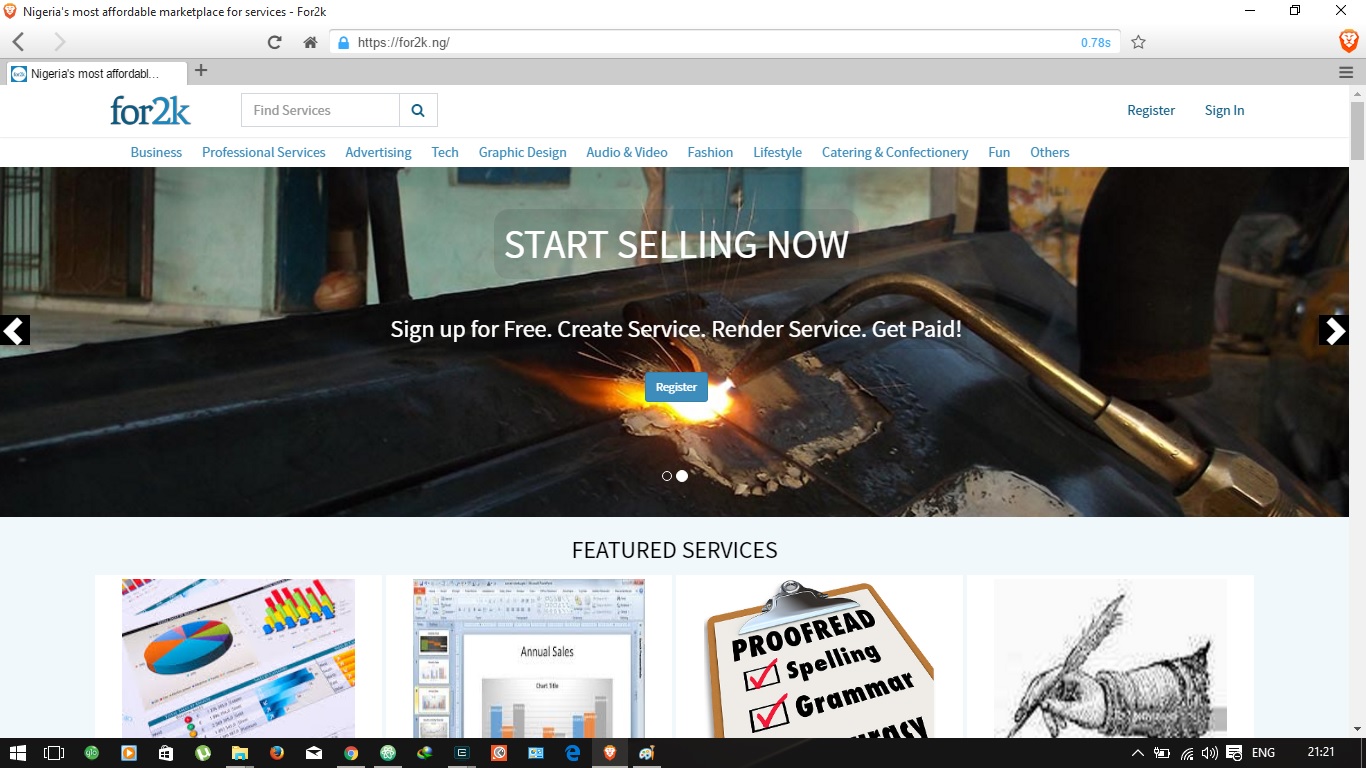 Nigeria's most affordable marketplace for services - For2k
https://for2k.ng/
0.78s
for2k
Nigeria's most affordabl...
for2k
Find Services
Register
Sign In
Business
Professional Services
Advertising
Tech
Graphic Design
Audio & Video
Fashion
Lifestyle
Catering & Confectionery
Fun
Others
START SELLING NOW
Sign up for Free. Create Service. Render Service. Get Paid!
Register
FEATURED SERVICES
Annual Sales
Chart Title
PROOFREAD
Spelling
Grammar
ENG
21:21